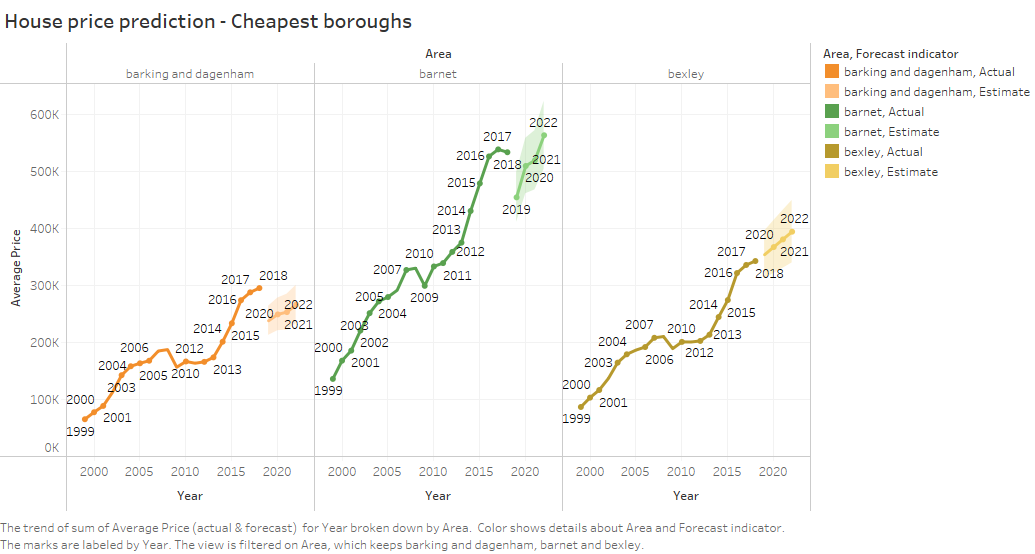 House price prediction - Cheapest boroughs
Area
barking and dagenham
barnet
bexley
Area, Forecast indicator
barking and dagenham, Actual
barking and dagenham, Estimate
barnet, Actual
barnet, Estimate
bexley, Actual
bexley, Estimate
Average Price
600K
500K
400K
300K
200K
100K
0K
1999
2000
2001
2003
2004
2005
2006
2010
2012
2013
2014
2015
2016
2017
2018
2020
2021
2022
1999
2000
2001
2002
2003
2004
2005
2007
2009
2010
2011
2012
2013
2014
2015
2016
2017
2018
2019
2020
2021
2022
1999
2000
2001
2003
2004
2006
2007
2010
2012
2013
2014
2015
2016
2017
2018
2020
2021
2022
2000 2005 2010 2015 2020
2000 2005 2010 2015 2020
2000 2005 2010 2015 2020
Year
Year
Year
The trend of sum of Average Price (actual & forecast) for Year broken down by Area. Color shows details about Area and Forecast indicator.
The marks are labeled by Year. The view is filtered on Area, which keeps barking and dagenham, barnet and bexley.